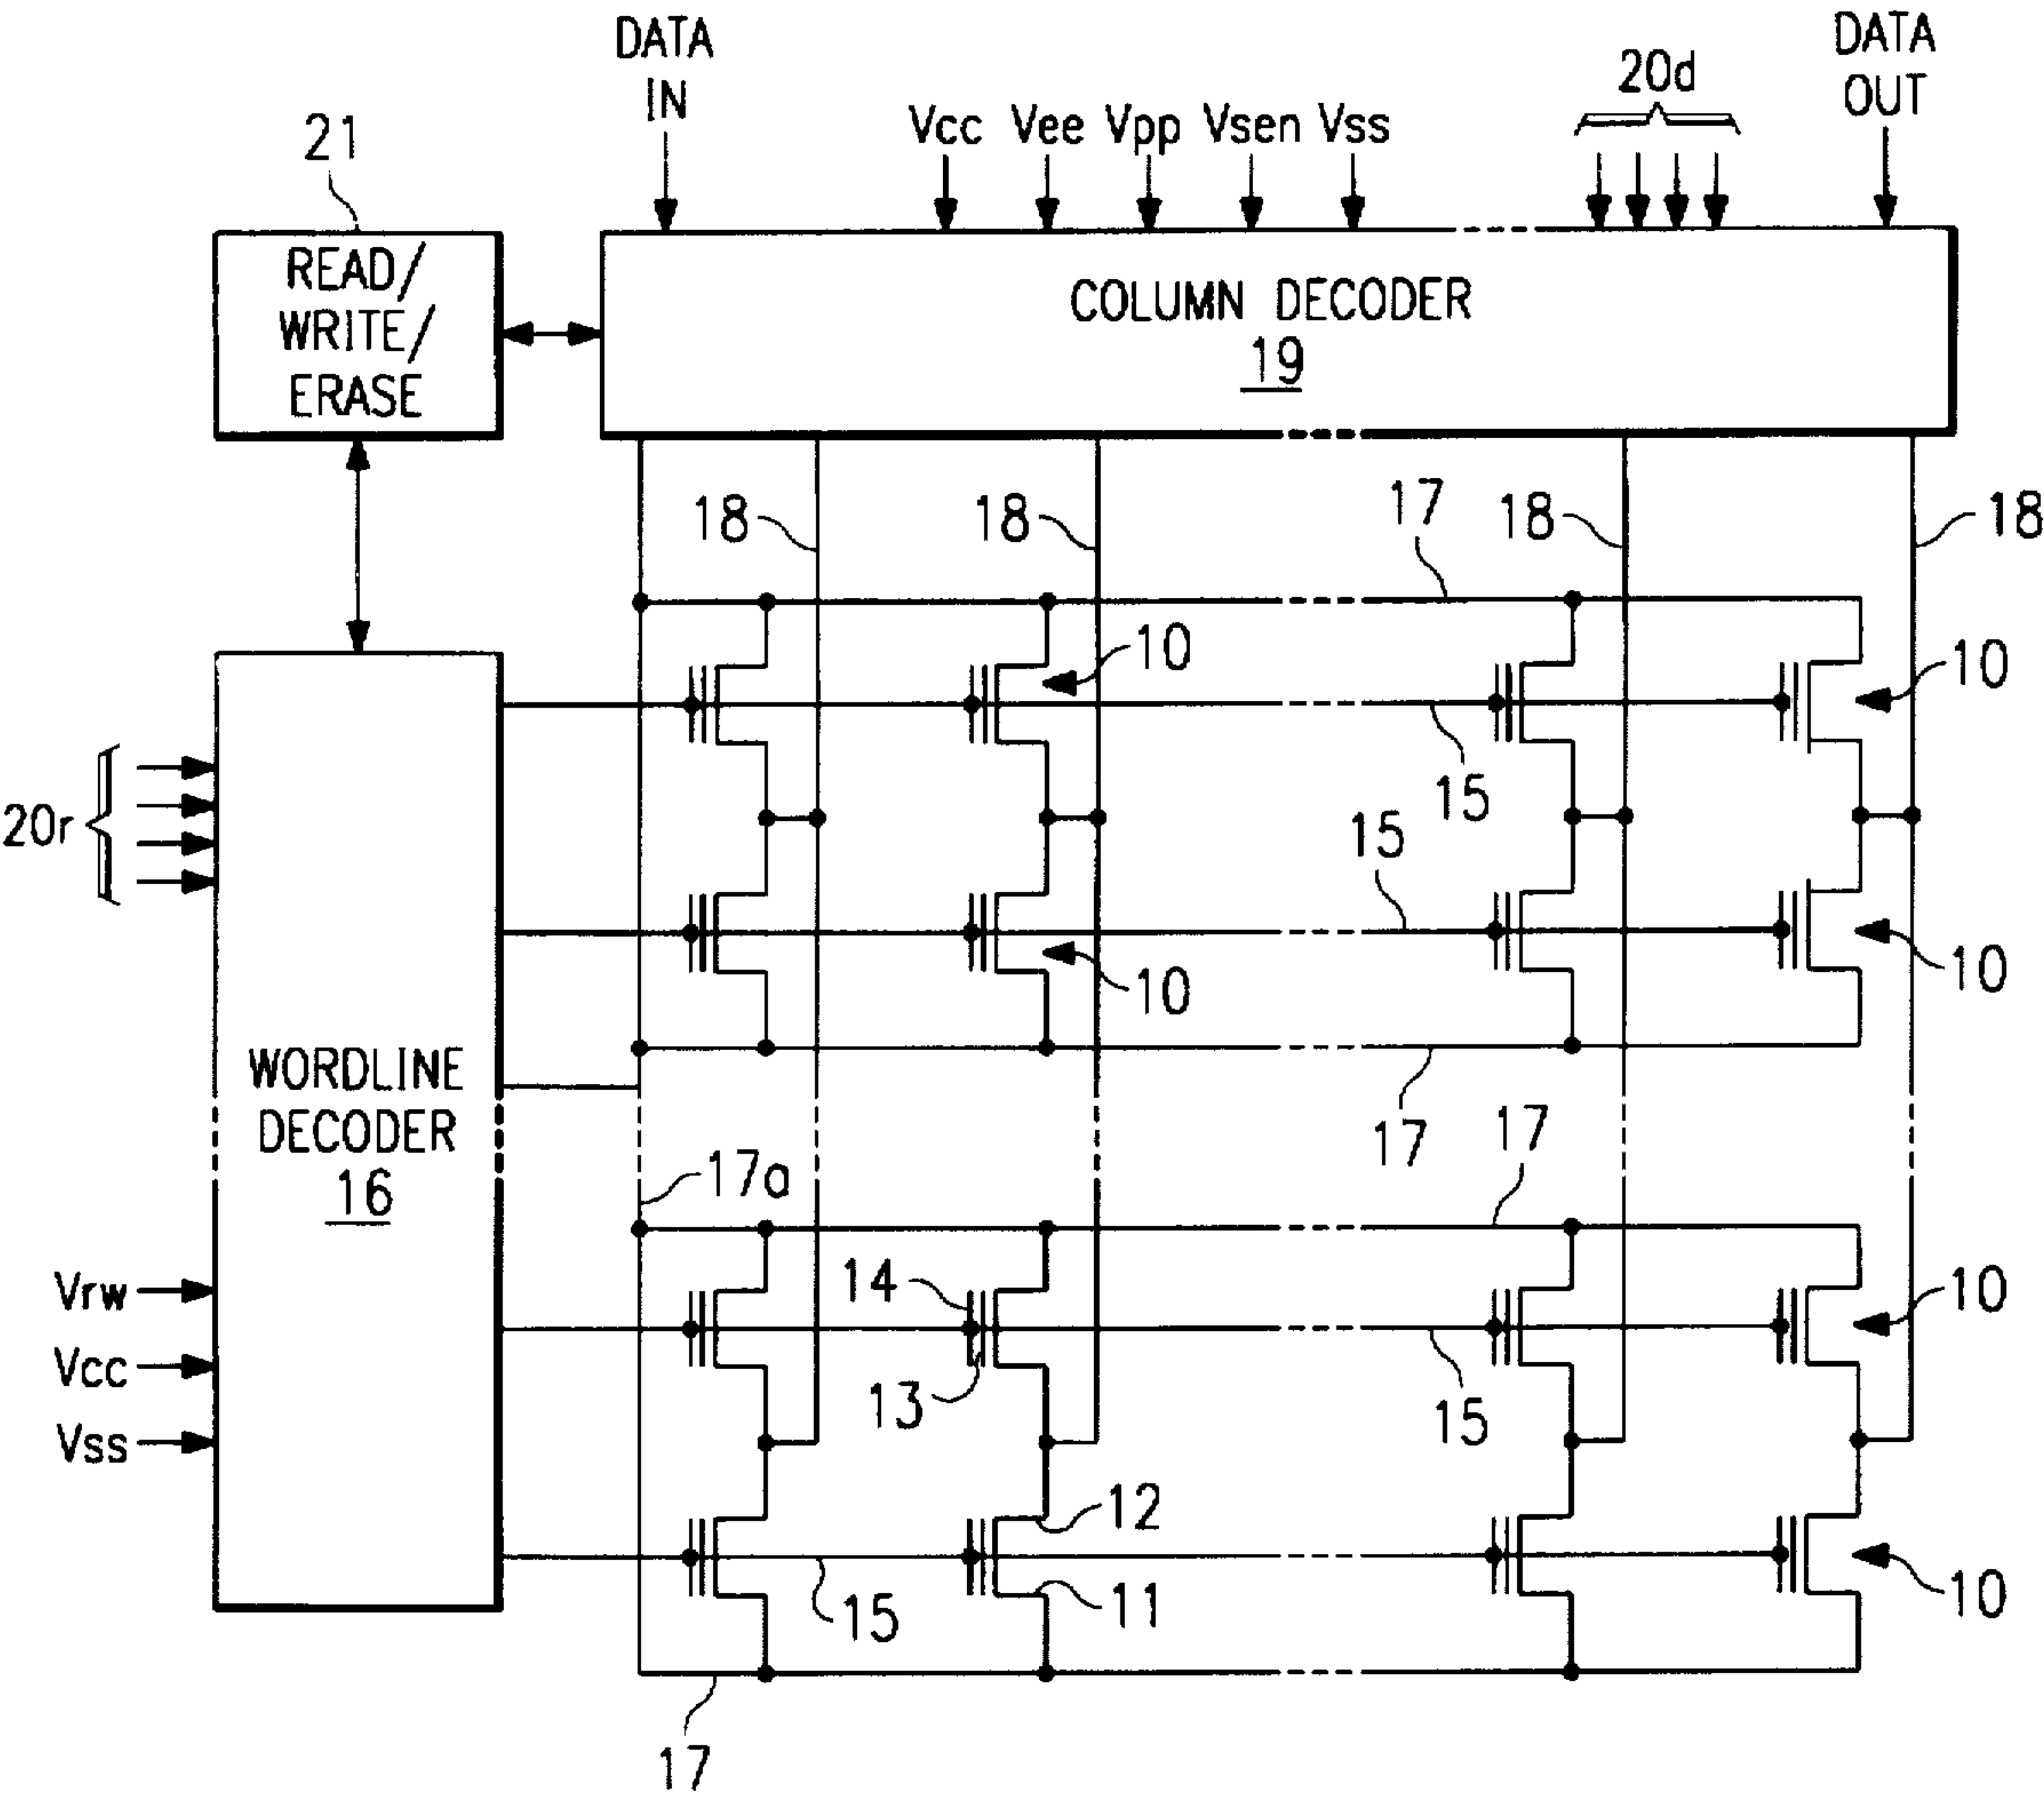 DATA
IN
Vcc Vee Vpp Vsen Vss
20d
DATA
OUT
21
READ/
WRITE/
ERASE
COLUMN DECODER
19
18
18
17
18
18
10
10
15
20r
15
10
10
WORDLINE
DECODER
16
17
17
17a
Vrw
Vcc
Vss
14
13
15
10
12
11
15
10
17